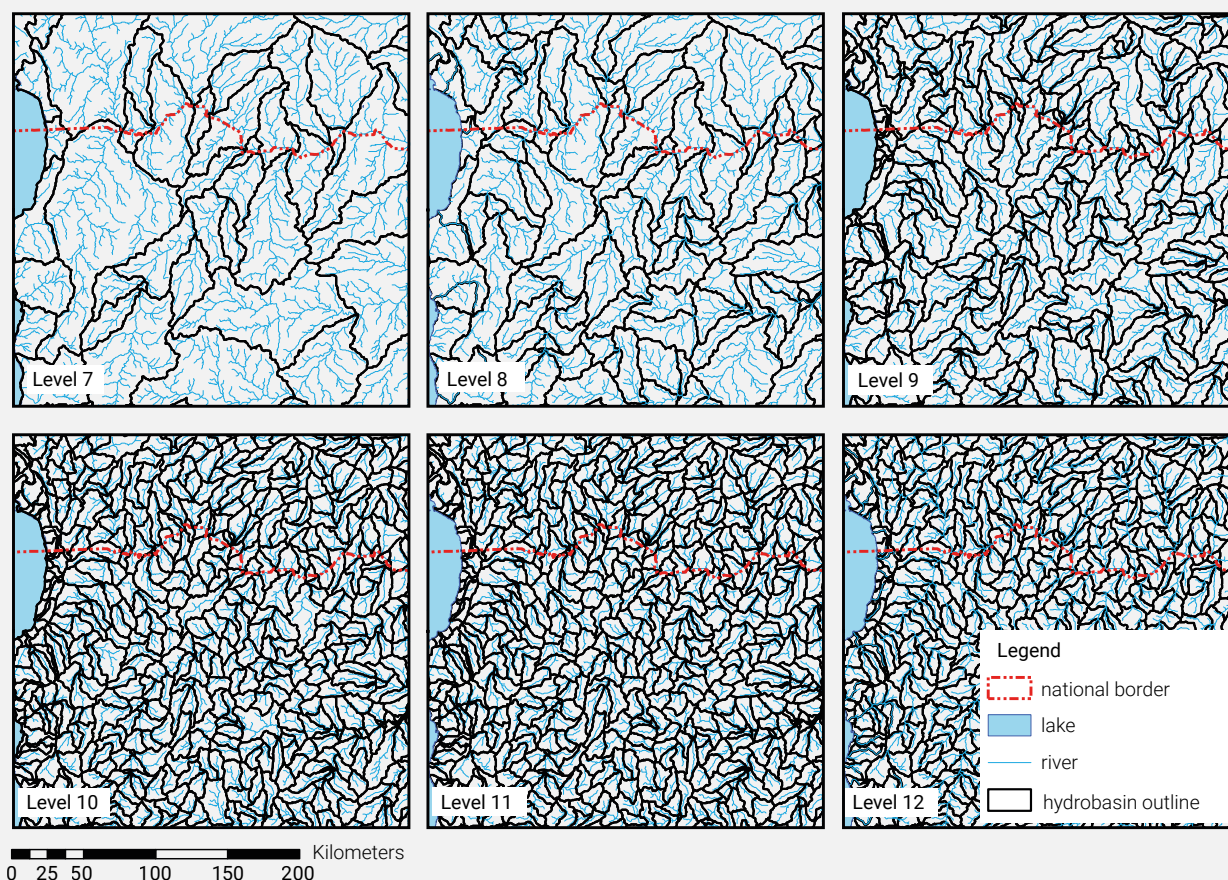 Level 7
Level 8
Level 9
Level 10
Level 11
Level 12
Legend
national border
lake
river
hydrobasin outline
Kilometers
0 25 50 100 150 200